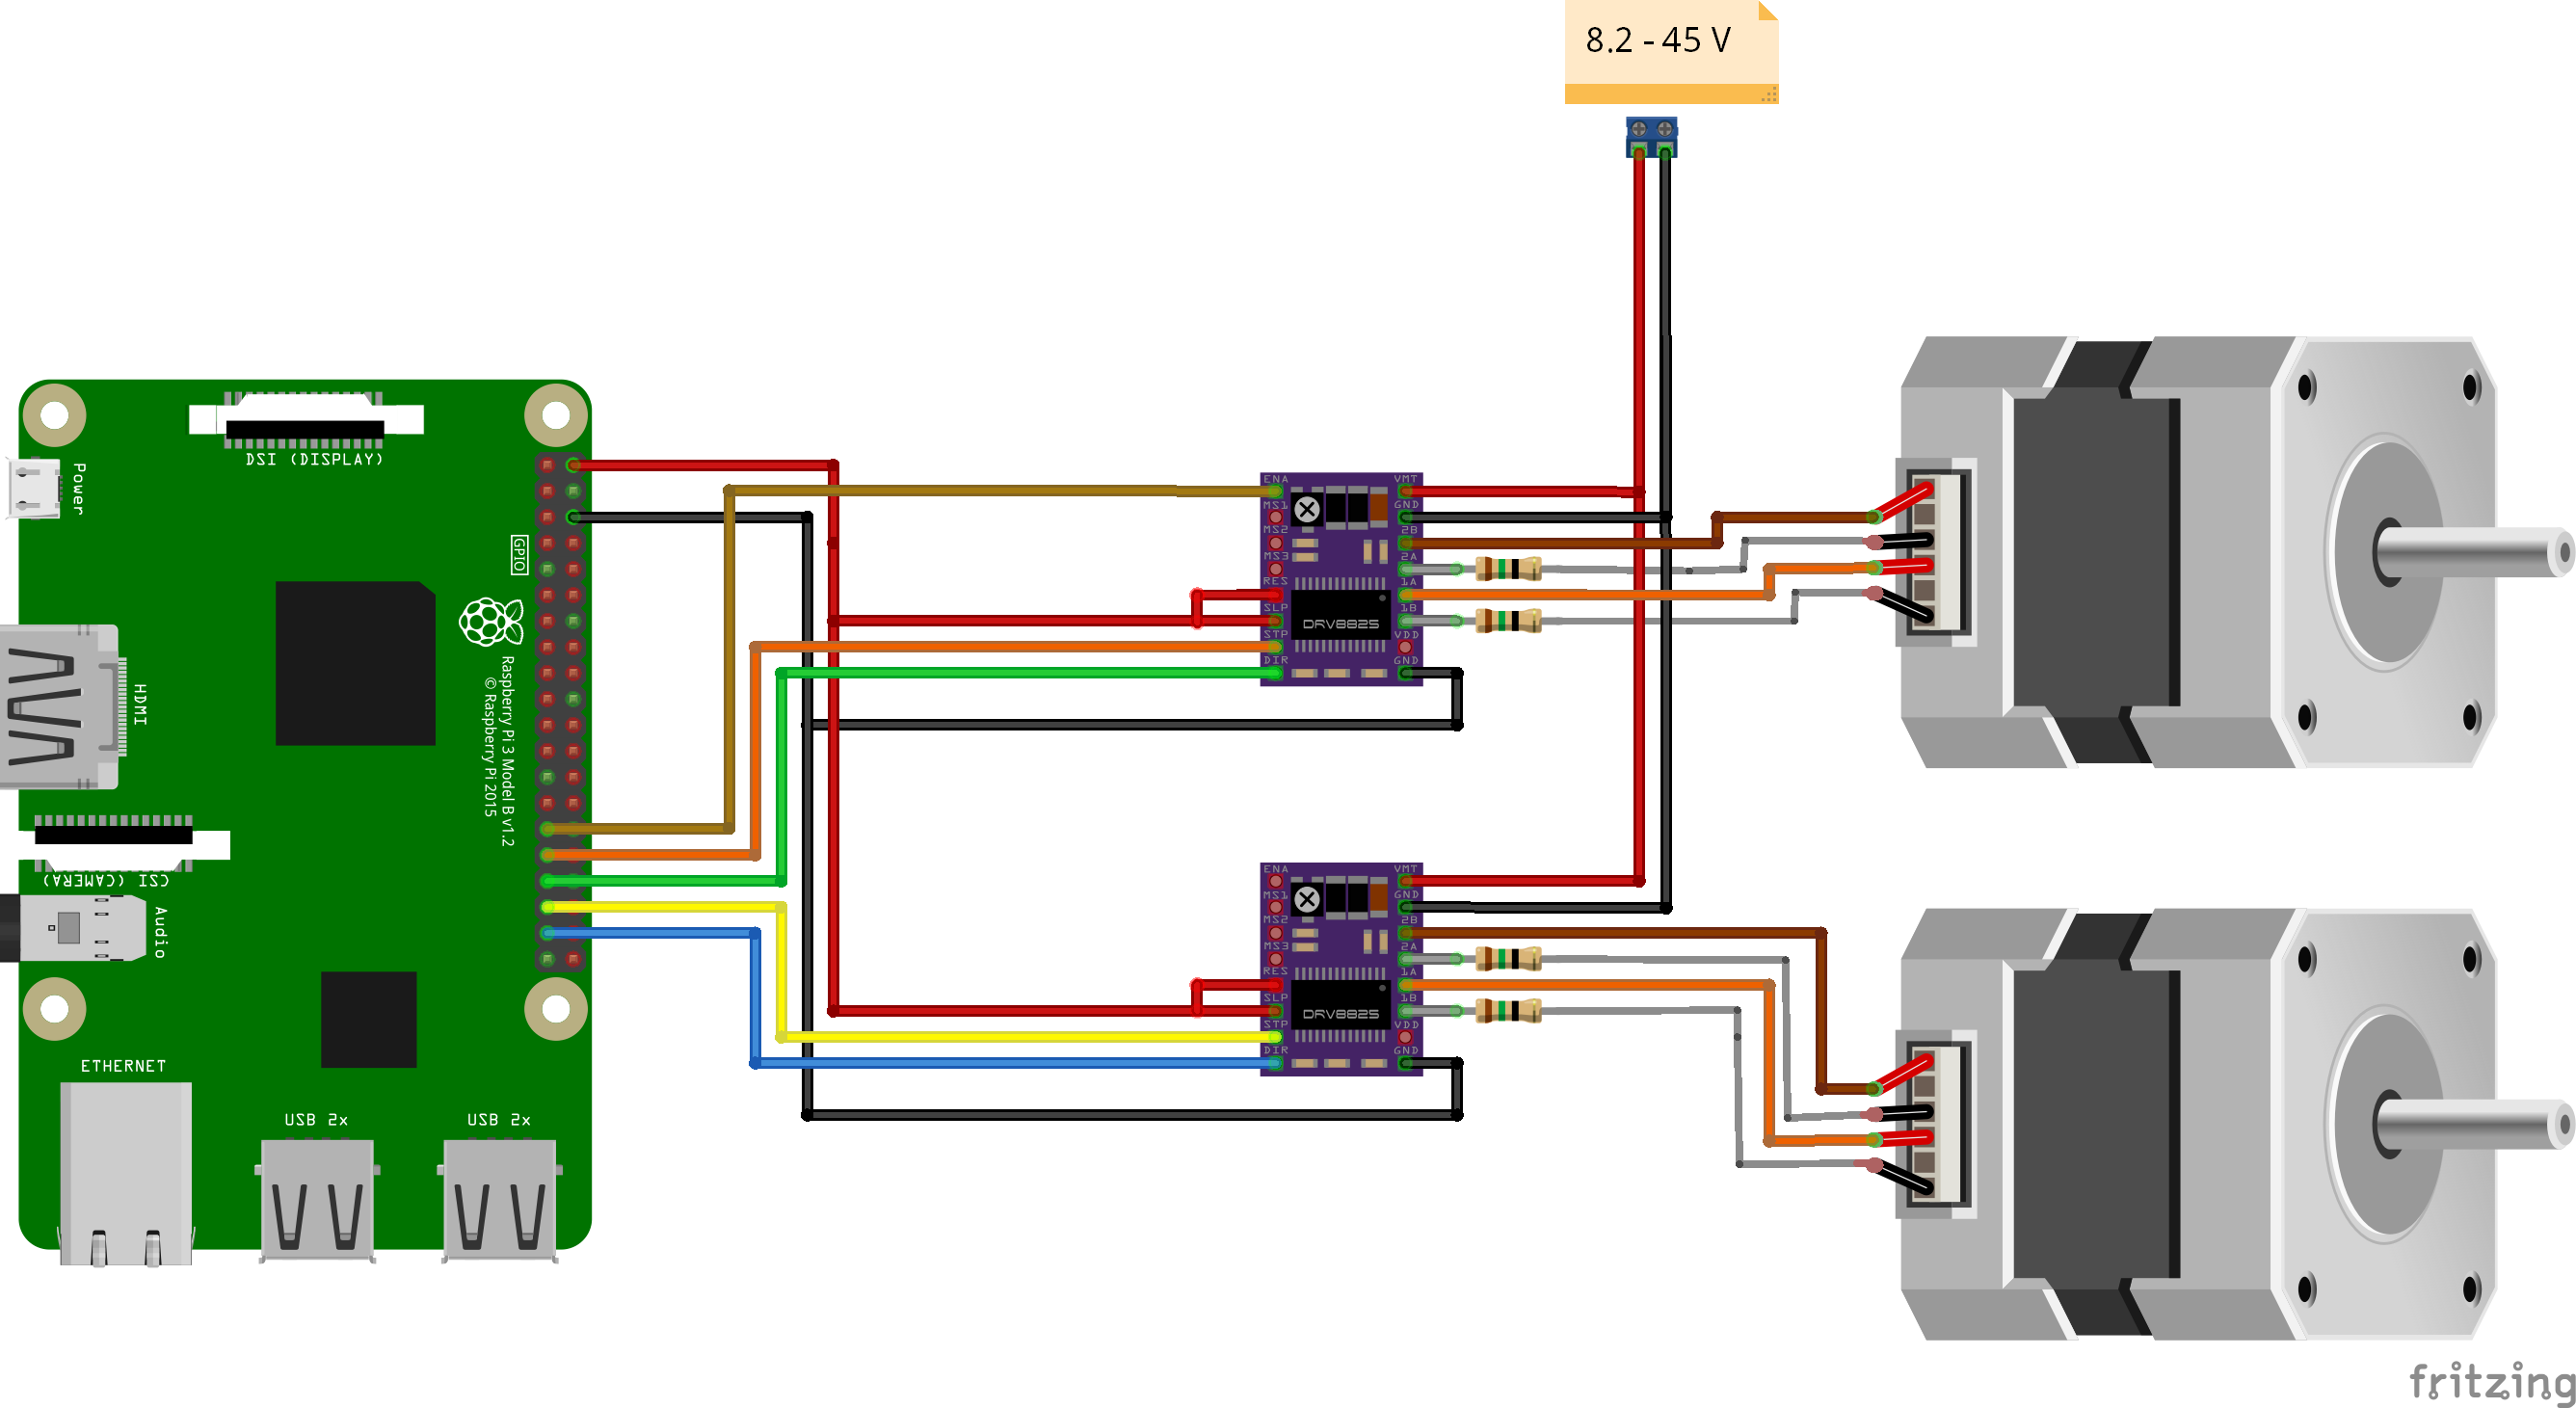 8.2 - 45 V
DSI (DISPLAY)
Power
GPIO
HDMI
Raspberry Pi 3 Model B v1.2
© Raspberry Pi 2015
CSI (CAMERA)
Audio
ETHERNET
USB 2x
USB 2x
ENA
MS1
MS2
MS3
RES
SLP
STP
DIR
VMT
GND
2B
2A
1A
1B
VDD
GND
DRV8825
ENA
MS1
MS2
MS3
RES
SLP
STP
DIR
VMT
GND
2B
2A
1A
1B
VDD
GND
DRV8825
fritzing